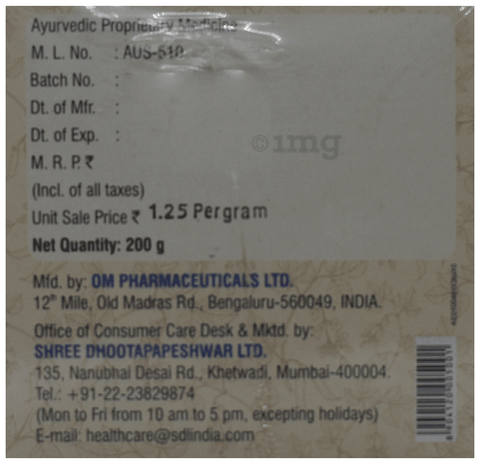 Ayurvedic Proprietary Medicine
M. L. No. : AUS-510
Batch No. :
Dt. of Mfr. :
Dt. of Exp. :
M. R. P. ₹
(Incl. of all taxes)
Unit Sale Price ₹ 1.25 Pergram
Net Quantity: 200 g
1mg
Mfd. by: OM PHARMACEUTICALS LTD.
12th Mile, Old Madras Rd., Bengaluru-560049, INDIA.
Office of Consumer Care Desk & Mktd. by:
SHREE DHOOTAPAPESHWAR LTD.
135, Nanubhai Desai Rd., Khetwadi, Mumbai-400004.
Tel.: +91-22-23829874
(Mon to Fri from 10 am to 5 pm, excepting holidays)
E-mail: healthcare@sdlindia.com